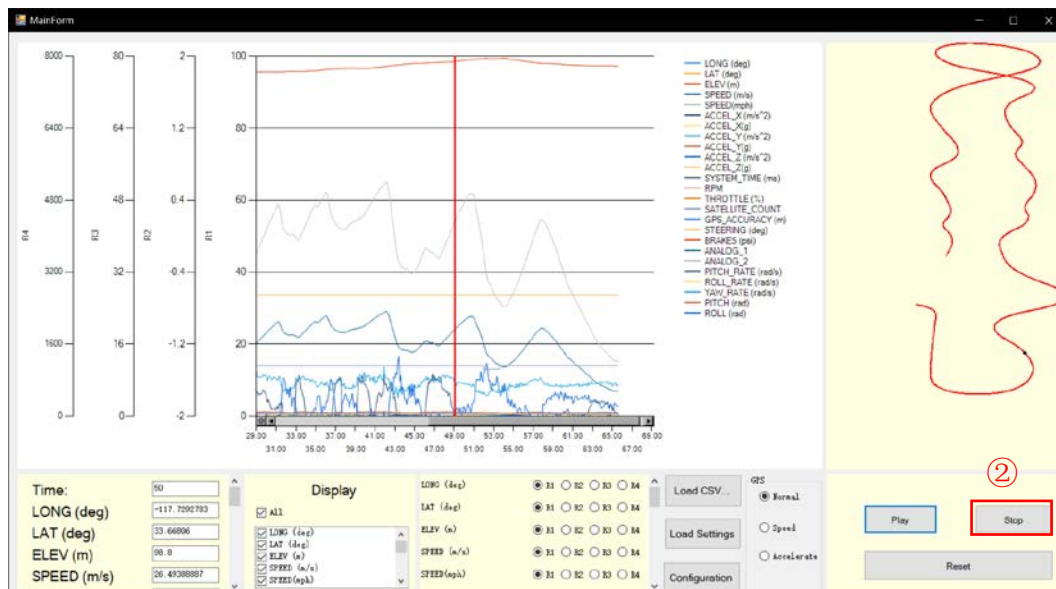 MainForm
8000 80 2 100
6400 64 1.2 80
4800 48 0.4 60
R4 R3 R2 R1
3200 32 -0.4 40
1600 16 -1.2 20
0 0 -2 0
29.00 33.00 37.00 41.00 45.00 49.00 53.00 57.00 61.00 65.00 69.00
31.00 35.00 39.00 43.00 47.00 51.00 55.00 59.00 63.00 67.00
LONG (deg)
LAT (deg)
ELEV (m)
SPEED (m/s)
SPEED(mph)
ACCEL_X (m/s^2)
ACCEL_X(g)
ACCEL_Y (m/s^2)
ACCEL_Y(g)
ACCEL_Z (m/s^2)
ACCEL_Z(g)
SYSTEM_TIME (ms)
RPM
THROTTLE (%)
SATELLITE_COUNT
GPS_ACCURACY (m)
STEERING (deg)
BRAKES (psi)
ANALOG_1
ANALOG_2
PITCH_RATE (rad/s)
ROLL_RATE (rad/s)
YAW_RATE (rad/s)
PITCH (rad)
ROLL (rad)
Time: 50
LONG (deg) -117.7292783
LAT (deg) 33.66806
ELEV (m) 98.8
SPEED (m/s) 26.49388887
Display
All
LONG (deg)
LAT (deg)
ELEV (m)
SPEED (m/s)
SPEED(mph)
LONG (deg) R1 R2 R3 R4
LAT (deg) R1 R2 R3 R4
ELEV (m) R1 R2 R3 R4
SPEED (m/s) R1 R2 R3 R4
SPEED(mph) R1 R2 R3 R4
Load CSV...
Load Settings
Configuration
GPS
Normal
Speed
Accelerate
②
Play
Stop
Reset